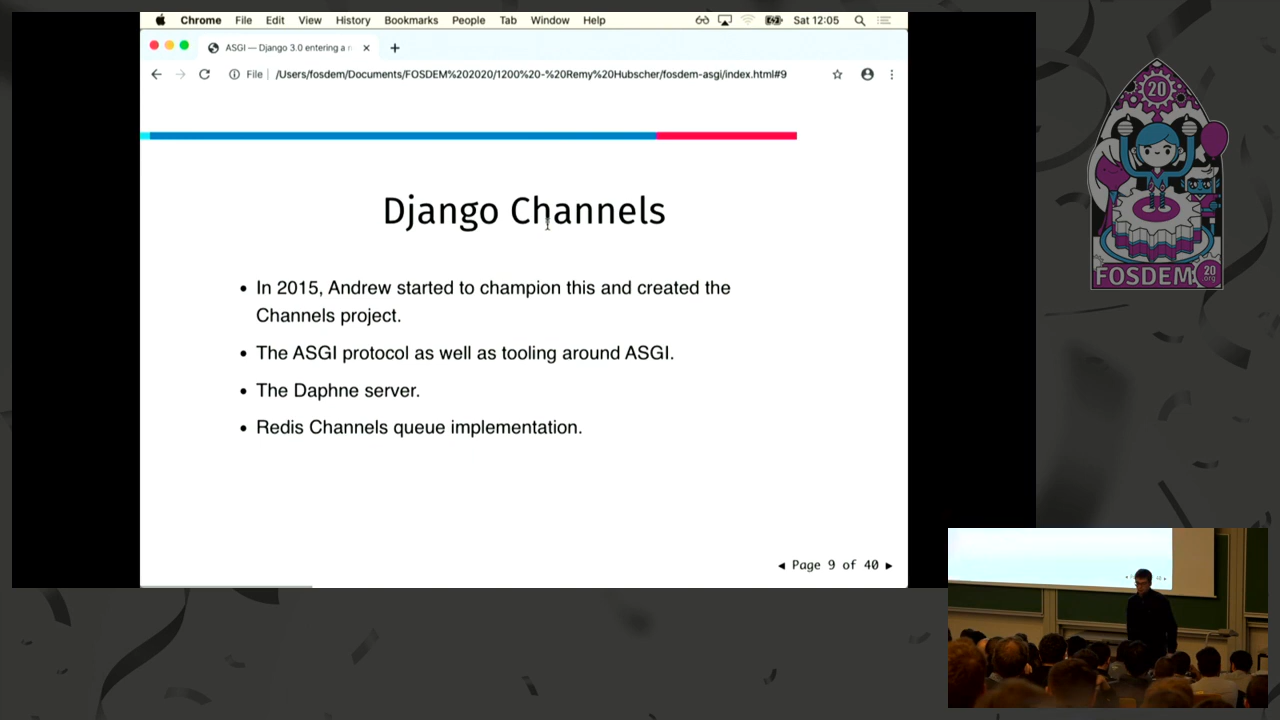 Chrome File Edit View History Bookmarks People Tab Window Help Sat 12:05
ASGI — Django 3.0 entering a n
File /Users/fosdem/Documents/FOSDEM%202020/1200%20-%20Remy%20Hubscher/fosdem-asgi/index.html#9
Django Channels
• In 2015, Andrew started to champion this and created the
Channels project.
• The ASGI protocol as well as tooling around ASGI.
• The Daphne server.
• Redis Channels queue implementation.
◂ Page 9 of 40 ▸
20
FOSDEM
20
.org